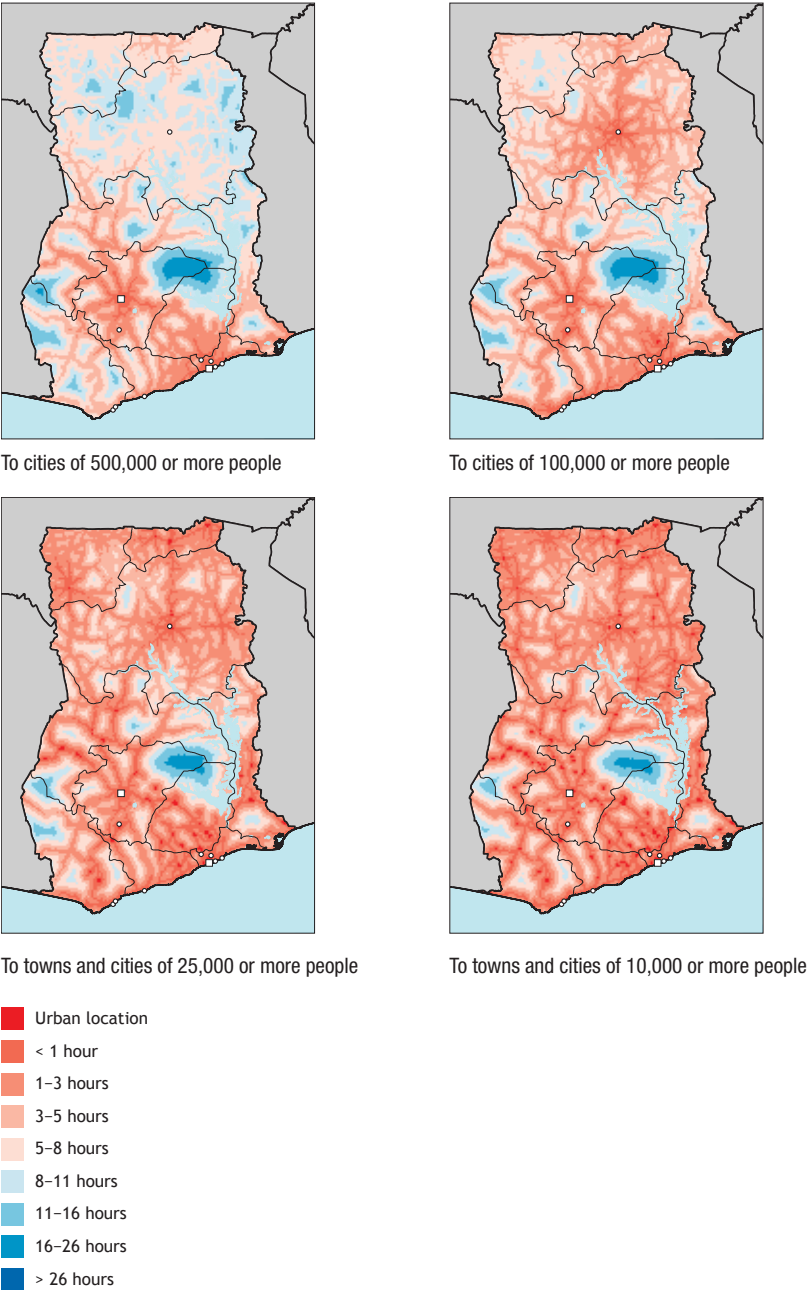 To cities of 500,000 or more people
To cities of 100,000 or more people
To towns and cities of 25,000 or more people
To towns and cities of 10,000 or more people
Urban location
< 1 hour
1–3 hours
3–5 hours
5–8 hours
8–11 hours
11–16 hours
16–26 hours
> 26 hours